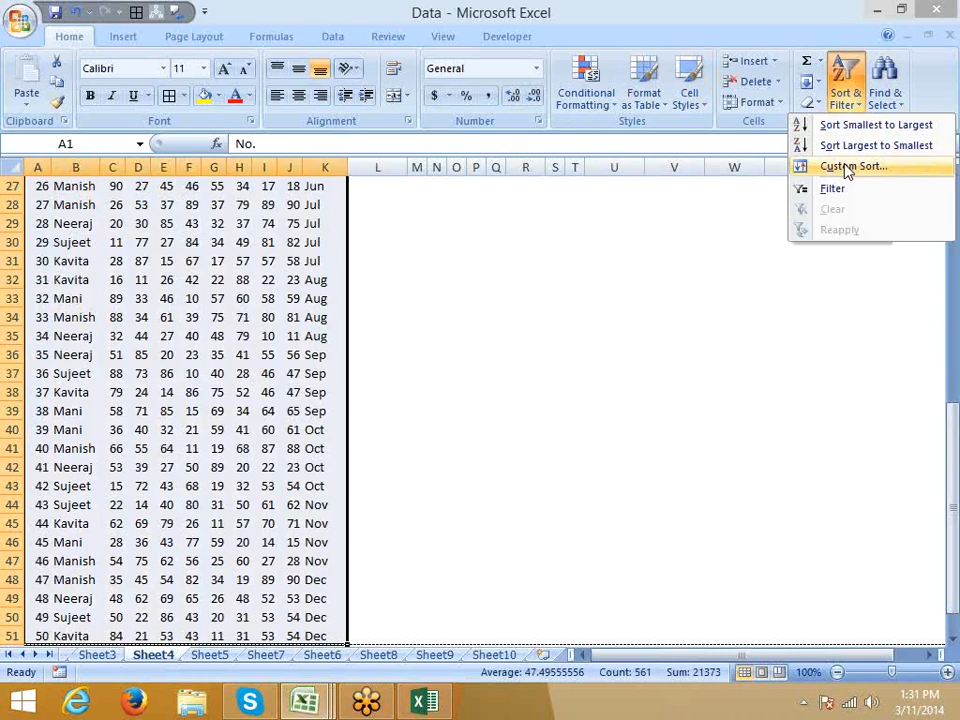 Data - Microsoft Excel
Home Insert Page Layout Formulas Data Review View Developer
Paste Calibri 11 General Conditional Formatting Format as Table Cell Styles Insert Delete Format Sort & Filter Find & Select
Clipboard Font Alignment Number Styles Cells
Sort Smallest to Largest
Sort Largest to Smallest
Custom Sort...
Filter
Clear
Reapply
A1 fx No.
A B C D E F G H I J K L M N O P Q R S T U V W
27 26 Manish 90 27 45 46 55 34 17 18 Jun
28 27 Manish 26 53 37 89 37 79 89 90 Jul
29 28 Neeraj 20 30 85 43 32 37 74 75 Jul
30 29 Sujeet 11 77 27 84 34 49 81 82 Jul
31 30 Kavita 28 87 15 67 17 57 57 58 Jul
32 31 Kavita 16 11 26 42 22 88 22 23 Aug
33 32 Mani 89 33 46 10 57 60 58 59 Aug
34 33 Manish 88 34 61 39 75 71 80 81 Aug
35 34 Neeraj 32 44 27 40 48 79 10 11 Aug
36 35 Neeraj 51 85 20 23 35 41 55 56 Sep
37 36 Sujeet 88 73 86 10 40 28 46 47 Sep
38 37 Kavita 79 24 14 86 75 52 46 47 Sep
39 38 Mani 58 71 85 15 69 34 64 65 Sep
40 39 Mani 36 40 32 21 59 41 60 61 Oct
41 40 Manish 66 55 64 11 19 68 87 88 Oct
42 41 Neeraj 53 39 27 50 89 20 22 23 Oct
43 42 Sujeet 15 72 43 68 19 32 53 54 Oct
44 43 Sujeet 22 14 40 80 31 50 61 62 Nov
45 44 Kavita 62 69 79 26 11 57 70 71 Nov
46 45 Mani 28 36 43 77 59 20 14 15 Nov
47 46 Manish 54 75 62 56 25 60 27 28 Nov
48 47 Manish 35 45 54 82 34 19 89 90 Dec
49 48 Neeraj 48 62 69 65 26 48 52 53 Dec
50 49 Sujeet 50 22 86 43 20 31 53 54 Dec
51 50 Kavita 84 21 53 43 11 31 53 54 Dec
Sheet3 Sheet4 Sheet5 Sheet7 Sheet6 Sheet8 Sheet9 Sheet10
Ready Average: 47.49555556 Count: 561 Sum: 21373 100%
1:31 PM
3/11/2014